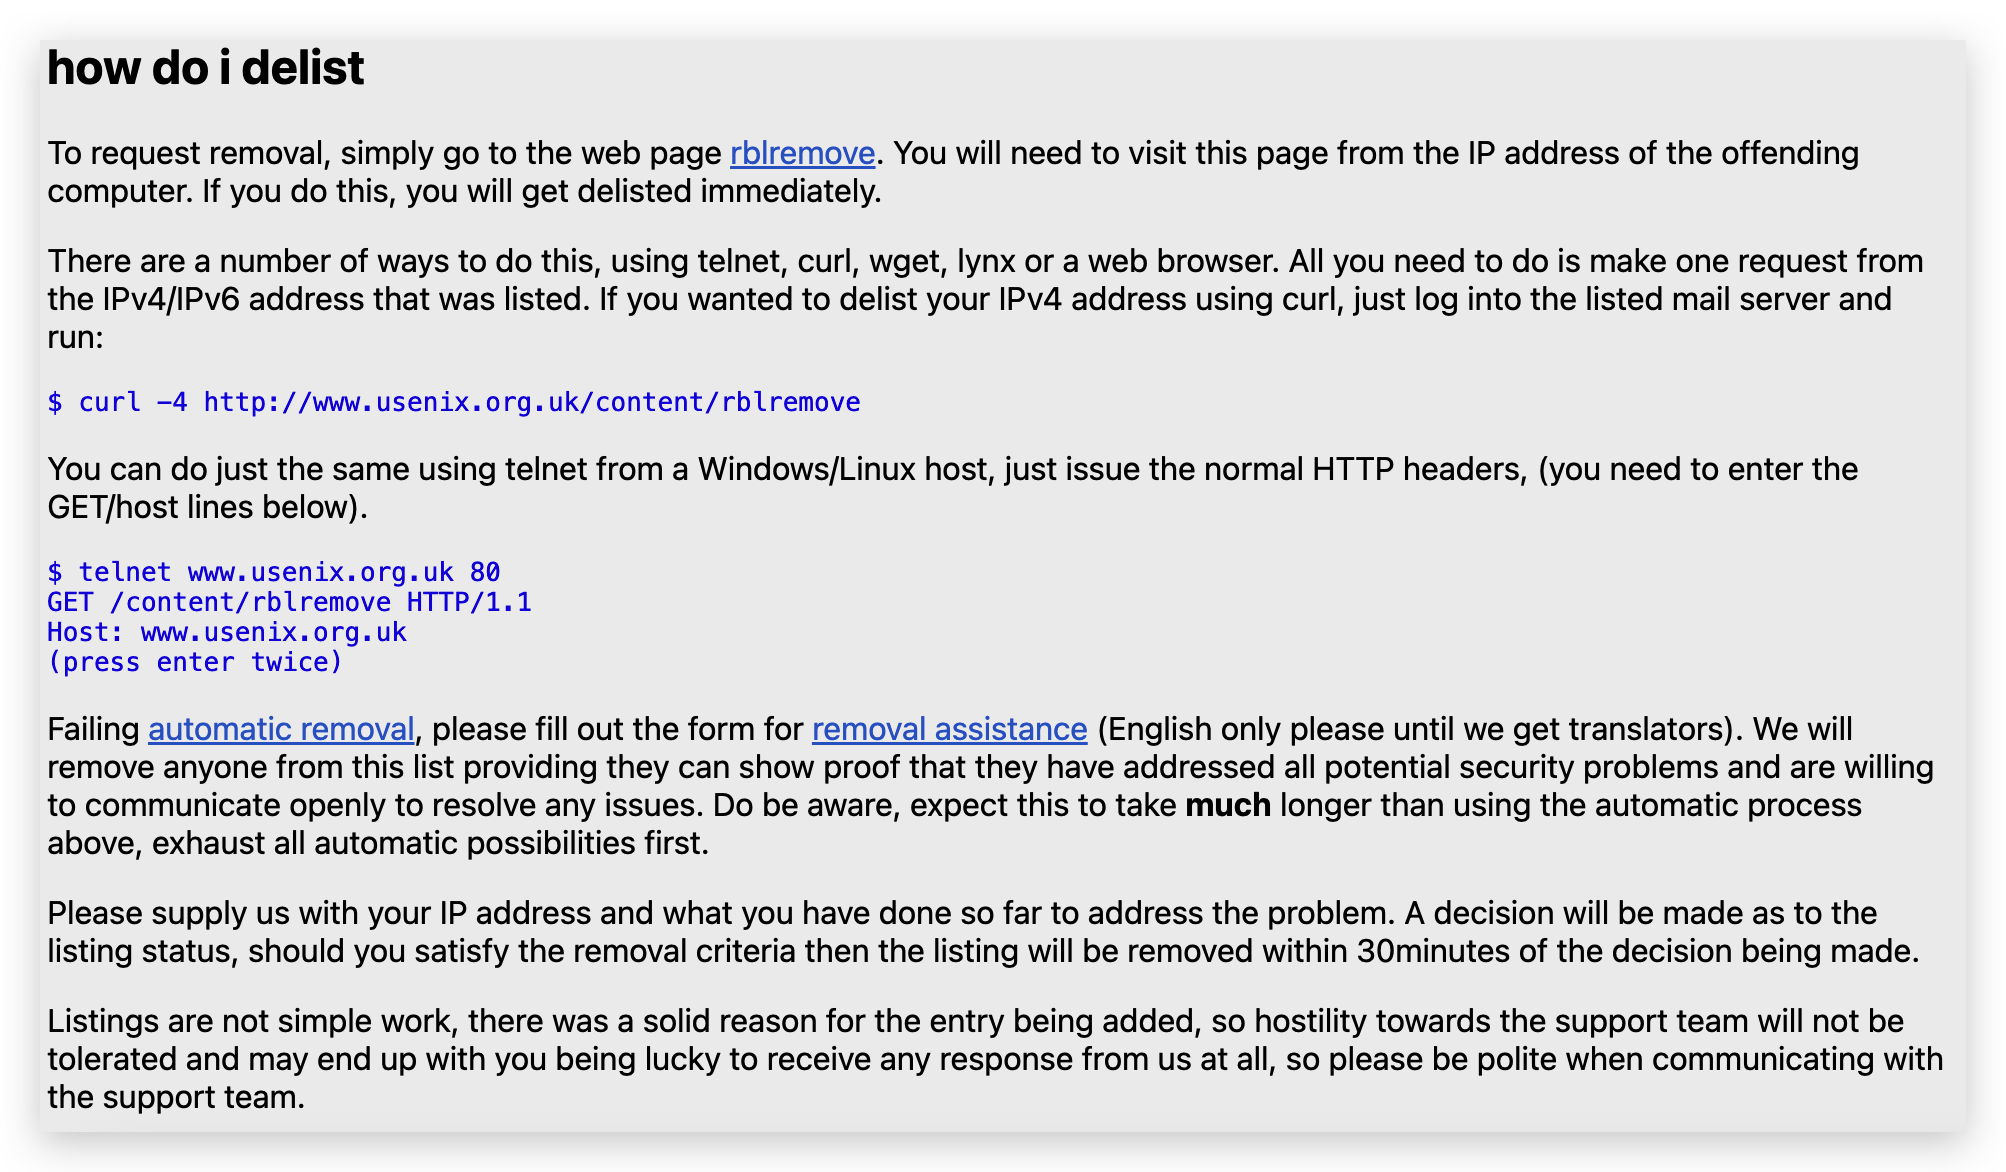 how do i delist
To request removal, simply go to the web page rblremove. You will need to visit this page from the IP address of the offending
computer. If you do this, you will get delisted immediately.
There are a number of ways to do this, using telnet, curl, wget, lynx or a web browser. All you need to do is make one request from
the IPv4/IPv6 address that was listed. If you wanted to delist your IPv4 address using curl, just log into the listed mail server and
run:
$ curl -4 http://www.usenix.org.uk/content/rblremove
You can do just the same using telnet from a Windows/Linux host, just issue the normal HTTP headers, (you need to enter the
GET/host lines below).
$ telnet www.usenix.org.uk 80
GET /content/rblremove HTTP/1.1
Host: www.usenix.org.uk
(press enter twice)
Failing automatic removal, please fill out the form for removal assistance (English only please until we get translators). We will
remove anyone from this list providing they can show proof that they have addressed all potential security problems and are willing
to communicate openly to resolve any issues. Do be aware, expect this to take much longer than using the automatic process
above, exhaust all automatic possibilities first.
Please supply us with your IP address and what you have done so far to address the problem. A decision will be made as to the
listing status, should you satisfy the removal criteria then the listing will be removed within 30minutes of the decision being made.
Listings are not simple work, there was a solid reason for the entry being added, so hostility towards the support team will not be
tolerated and may end up with you being lucky to receive any response from us at all, so please be polite when communicating with
the support team.